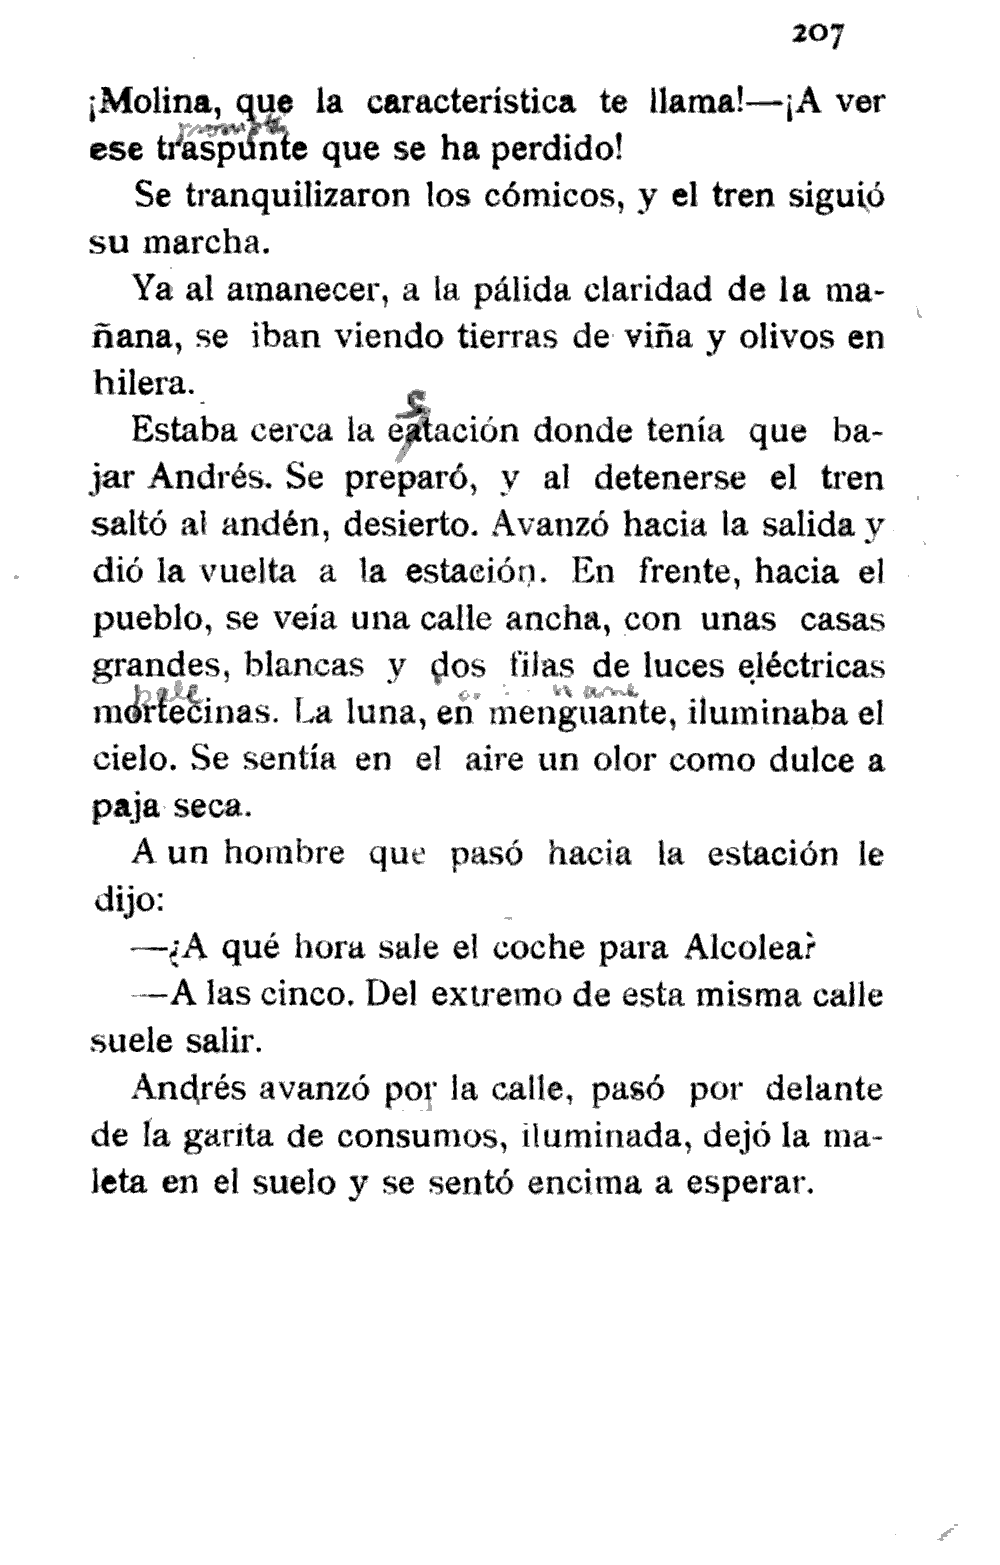 207
¡Molina, que la característica te llama!—¡A ver
ese traspunte que se ha perdido!
Se tranquilizaron los cómicos, y el tren siguió
su marcha.
Ya al amanecer, a la pálida claridad de la ma-
ñana, se iban viendo tierras de viña y olivos en
hilera.
s
Estaba cerca la eatación donde tenía que ba-
jar Andrés. Se preparó, y al detenerse el tren
saltó al andén, desierto. Avanzó hacia la salida y
dió la vuelta a la estación. En frente, hacia el
pueblo, se veía una calle ancha, con unas casas
grandes, blancas y dos filas de luces eléctricas
pale
mortecinas. La luna, en menguante, iluminaba el
cielo. Se sentía en el aire un olor como dulce a
paja seca.
A un hombre que pasó hacia la estación le
dijo:
—¿A qué hora sale el coche para Alcolea?
—A las cinco. Del extremo de esta misma calle
suele salir.
Andrés avanzó por la calle, pasó por delante
de la garita de consumos, iluminada, dejó la ma-
leta en el suelo y se sentó encima a esperar.